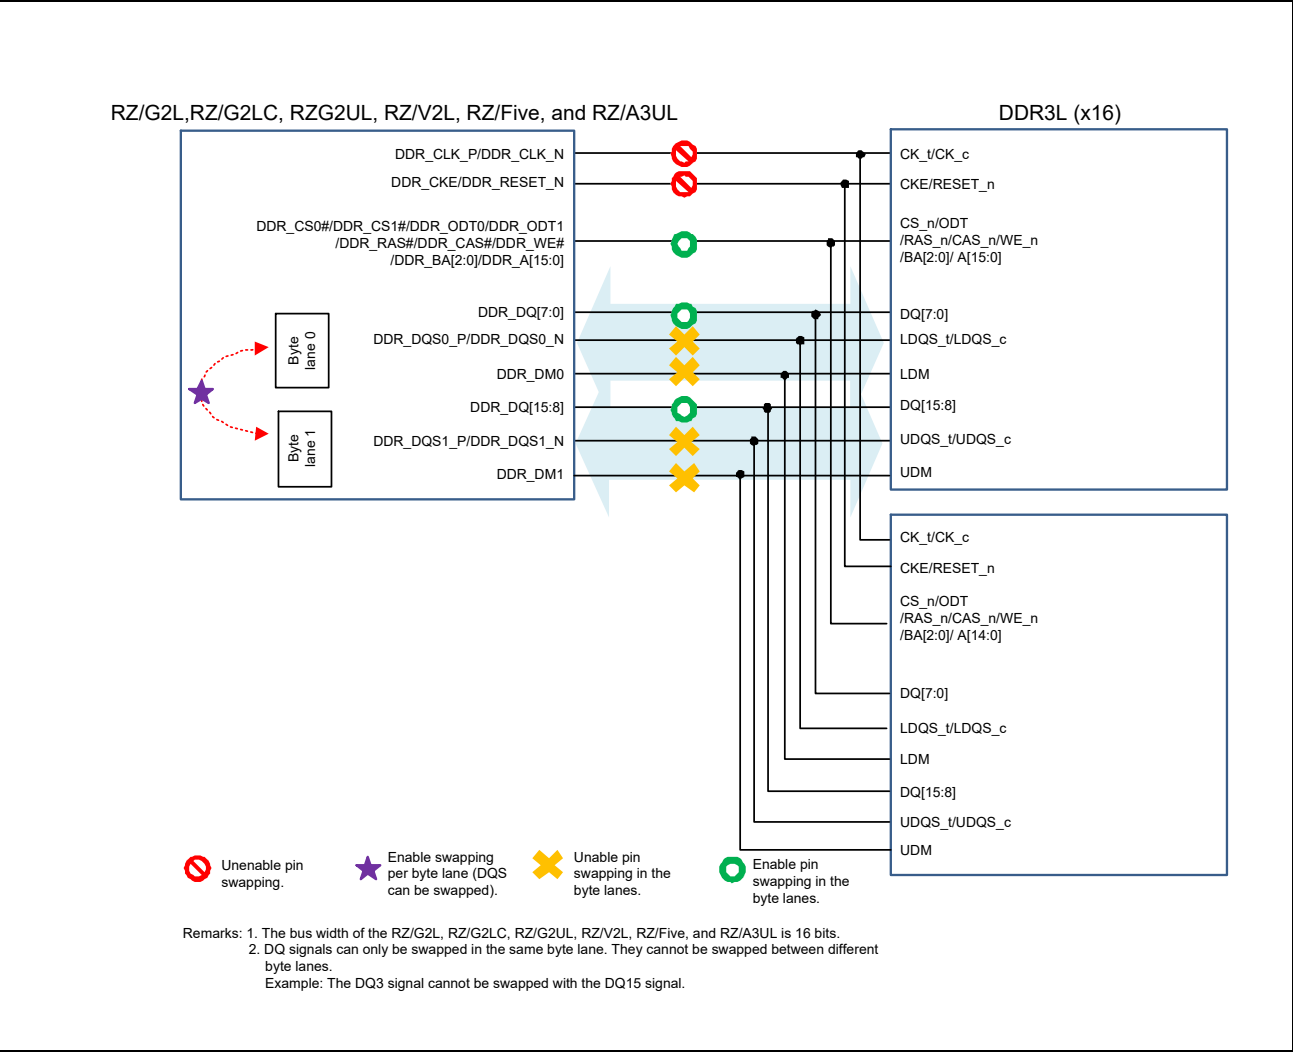 RZ/G2L,RZ/G2LC, RZG2UL, RZ/V2L, RZ/Five, and RZ/A3UL
DDR3L (x16)
DDR_CLK_P/DDR_CLK_N
DDR_CKE/DDR_RESET_N
DDR_CS0#/DDR_CS1#/DDR_ODT0/DDR_ODT1
/DDR_RAS#/DDR_CAS#/DDR_WE#
/DDR_BA[2:0]/DDR_A[15:0]
DDR_DQ[7:0]
DDR_DQS0_P/DDR_DQS0_N
DDR_DM0
DDR_DQ[15:8]
DDR_DQS1_P/DDR_DQS1_N
DDR_DM1
Byte
lane 0
Byte
lane 1
CK_t/CK_c
CKE/RESET_n
CS_n/ODT
/RAS_n/CAS_n/WE_n
/BA[2:0]/ A[15:0]
DQ[7:0]
LDQS_t/LDQS_c
LDM
DQ[15:8]
UDQS_t/UDQS_c
UDM
CK_t/CK_c
CKE/RESET_n
CS_n/ODT
/RAS_n/CAS_n/WE_n
/BA[2:0]/ A[14:0]
DQ[7:0]
LDQS_t/LDQS_c
LDM
DQ[15:8]
UDQS_t/UDQS_c
UDM
Unenable pin
swapping.
Enable swapping
per byte lane (DQS
can be swapped).
Unable pin
swapping in the
byte lanes.
Enable pin
swapping in the
byte lanes.
Remarks: 1. The bus width of the RZ/G2L, RZ/G2LC, RZ/G2UL, RZ/V2L, RZ/Five, and RZ/A3UL is 16 bits.
2. DQ signals can only be swapped in the same byte lane. They cannot be swapped between different
byte lanes.
Example: The DQ3 signal cannot be swapped with the DQ15 signal.